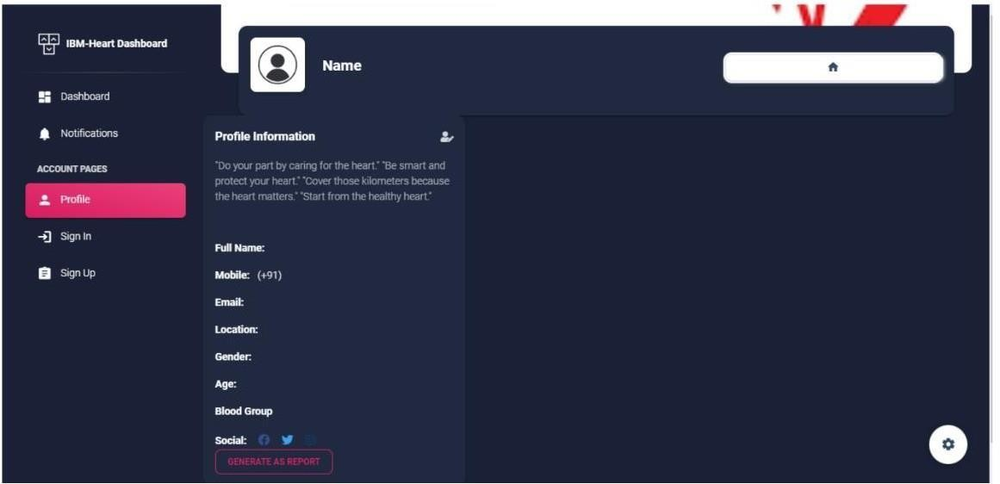 IBM-Heart Dashboard
Name
Dashboard
Notifications
ACCOUNT PAGES
Profile
Sign In
Sign Up
Profile Information
"Do your part by caring for the heart." "Be smart and
protect your heart." "Cover those kilometers because
the heart matters." "Start from the healthy heart."
Full Name:
Mobile: (+91)
Email:
Location:
Gender:
Age:
Blood Group
Social:
GENERATE AS REPORT